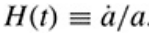 H(t) ≡ ȧ/a.